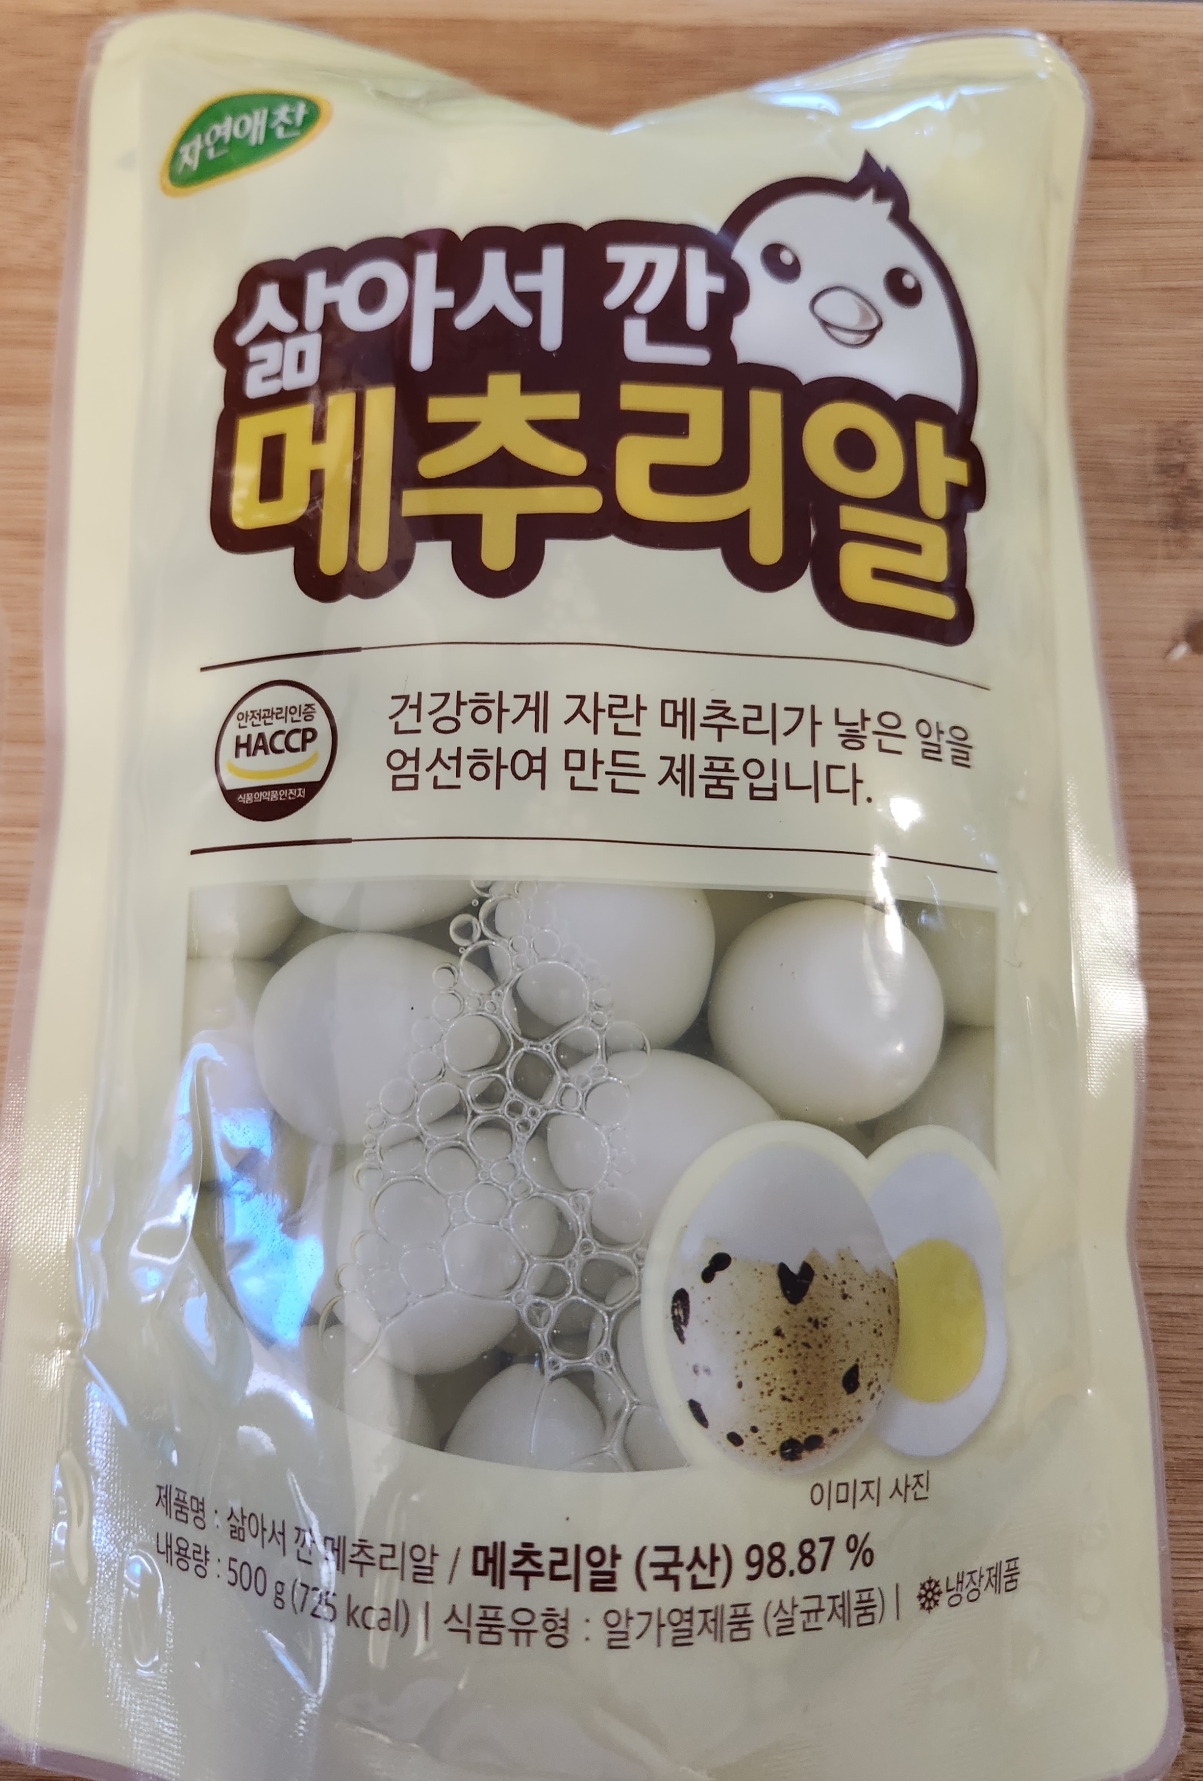 자연애찬
삶아서 깐
메추리알
안전관리인증
HACCP
식품의약품안전처
건강하게 자란 메추리가 낳은 알을
엄선하여 만든 제품입니다.
이미지 사진
제품명 : 삶아서 깐 메추리알 / 메추리알 (국산) 98.87 %
내용량 : 500 g (725 kcal) | 식품유형 : 알가열제품 (살균제품) | 냉장제품